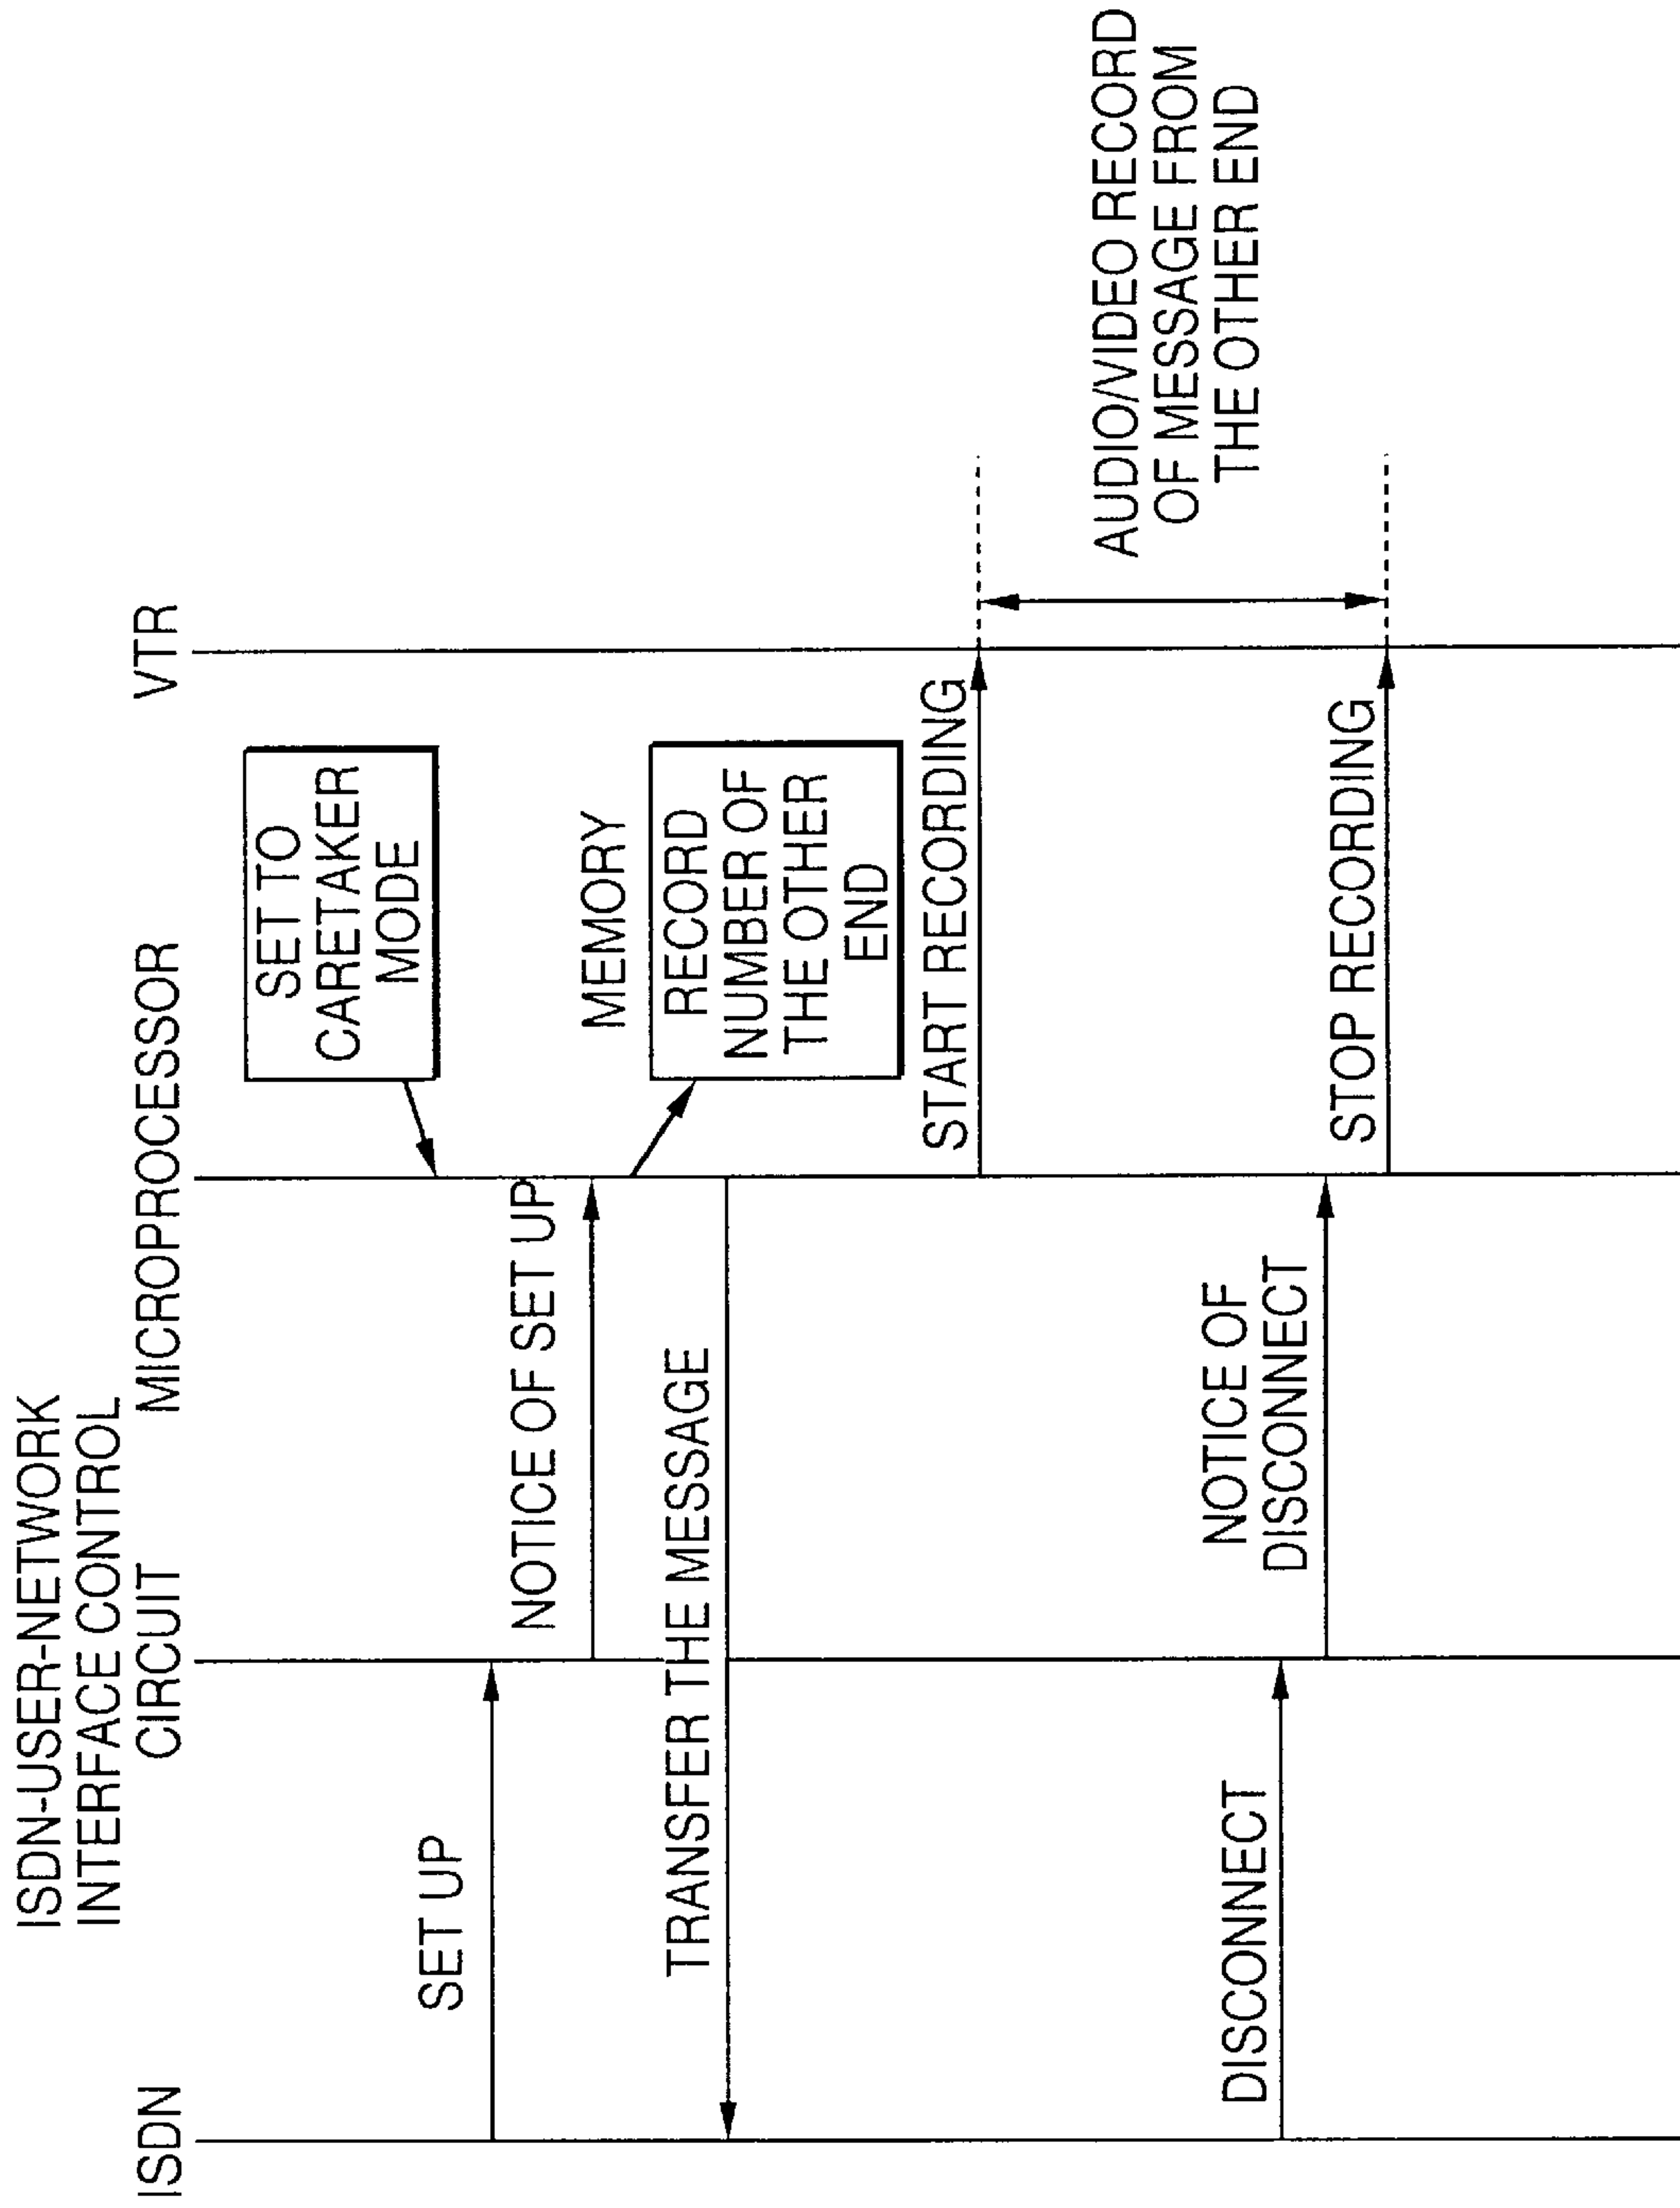 ISDN
ISDN-USER-NETWORK
INTERFACE CONTROL
CIRCUIT
MICROPROCESSOR
VTR
SET TO
CARETAKER
MODE
SET UP
NOTICE OF SET UP
MEMORY
RECORD
NUMBER OF
THE OTHER
END
TRANSFER THE MESSAGE
START RECORDING
AUDIO/VIDEO RECORD
OF MESSAGE FROM
THE OTHER END
DISCONNECT
NOTICE OF
DISCONNECT
STOP RECORDING